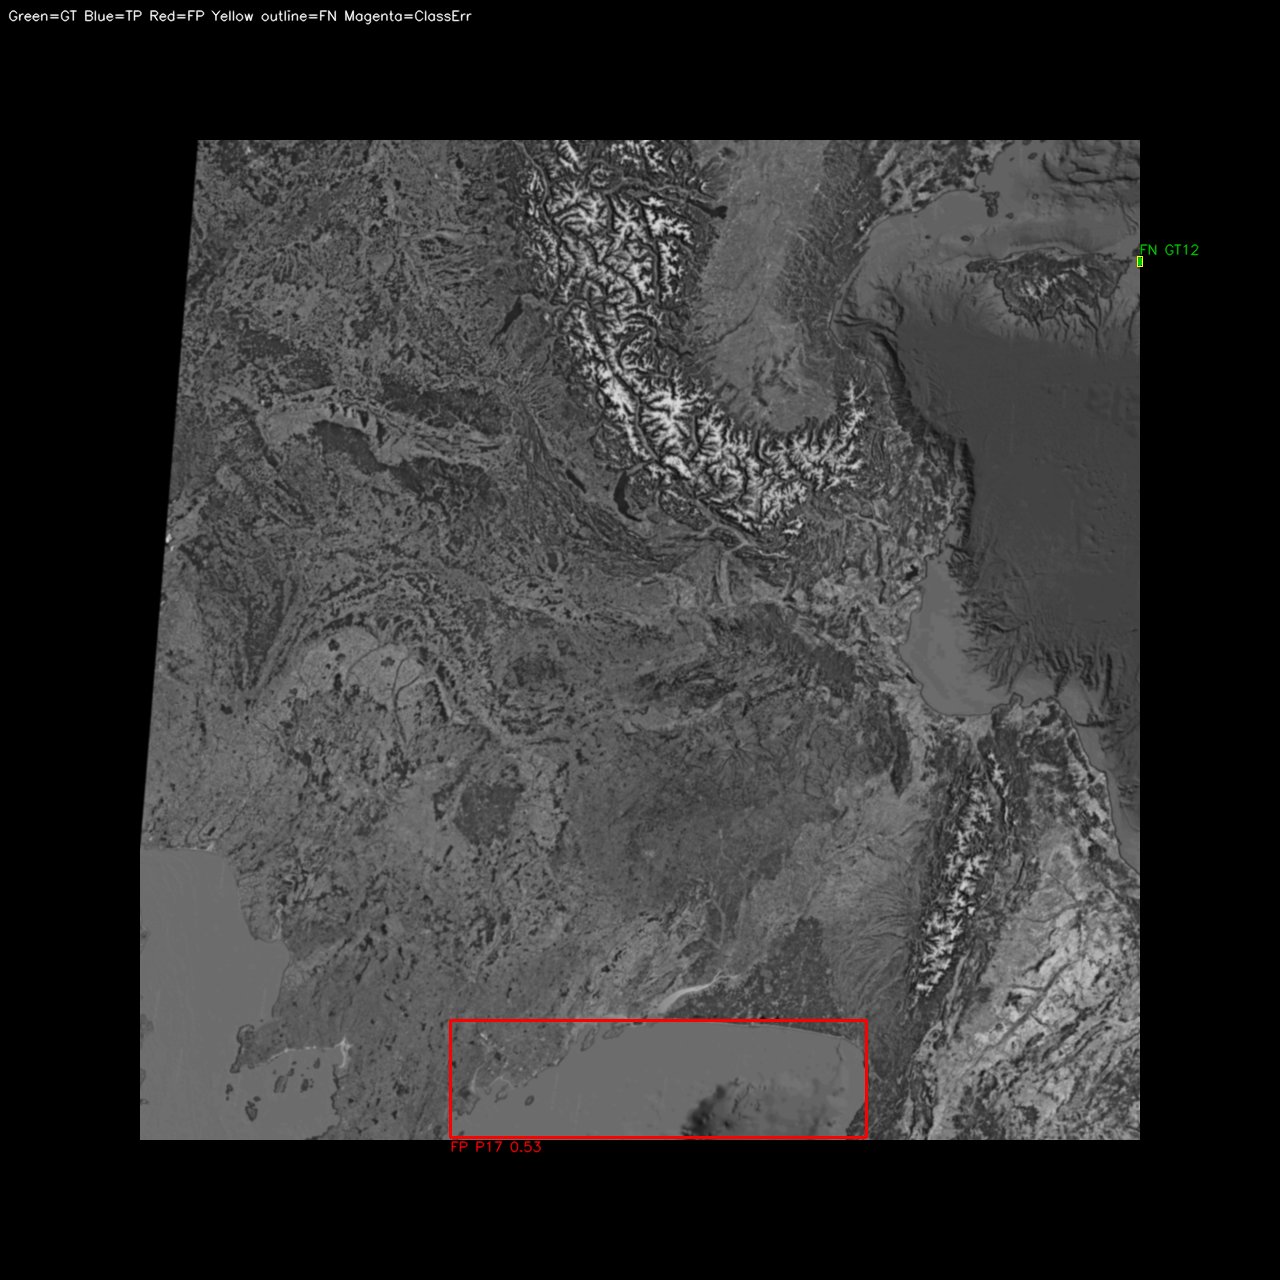 Green=GT Blue=TP Red=FP Yellow outline=FN Magenta=ClassErr
FN GT12
FP P17 0.53